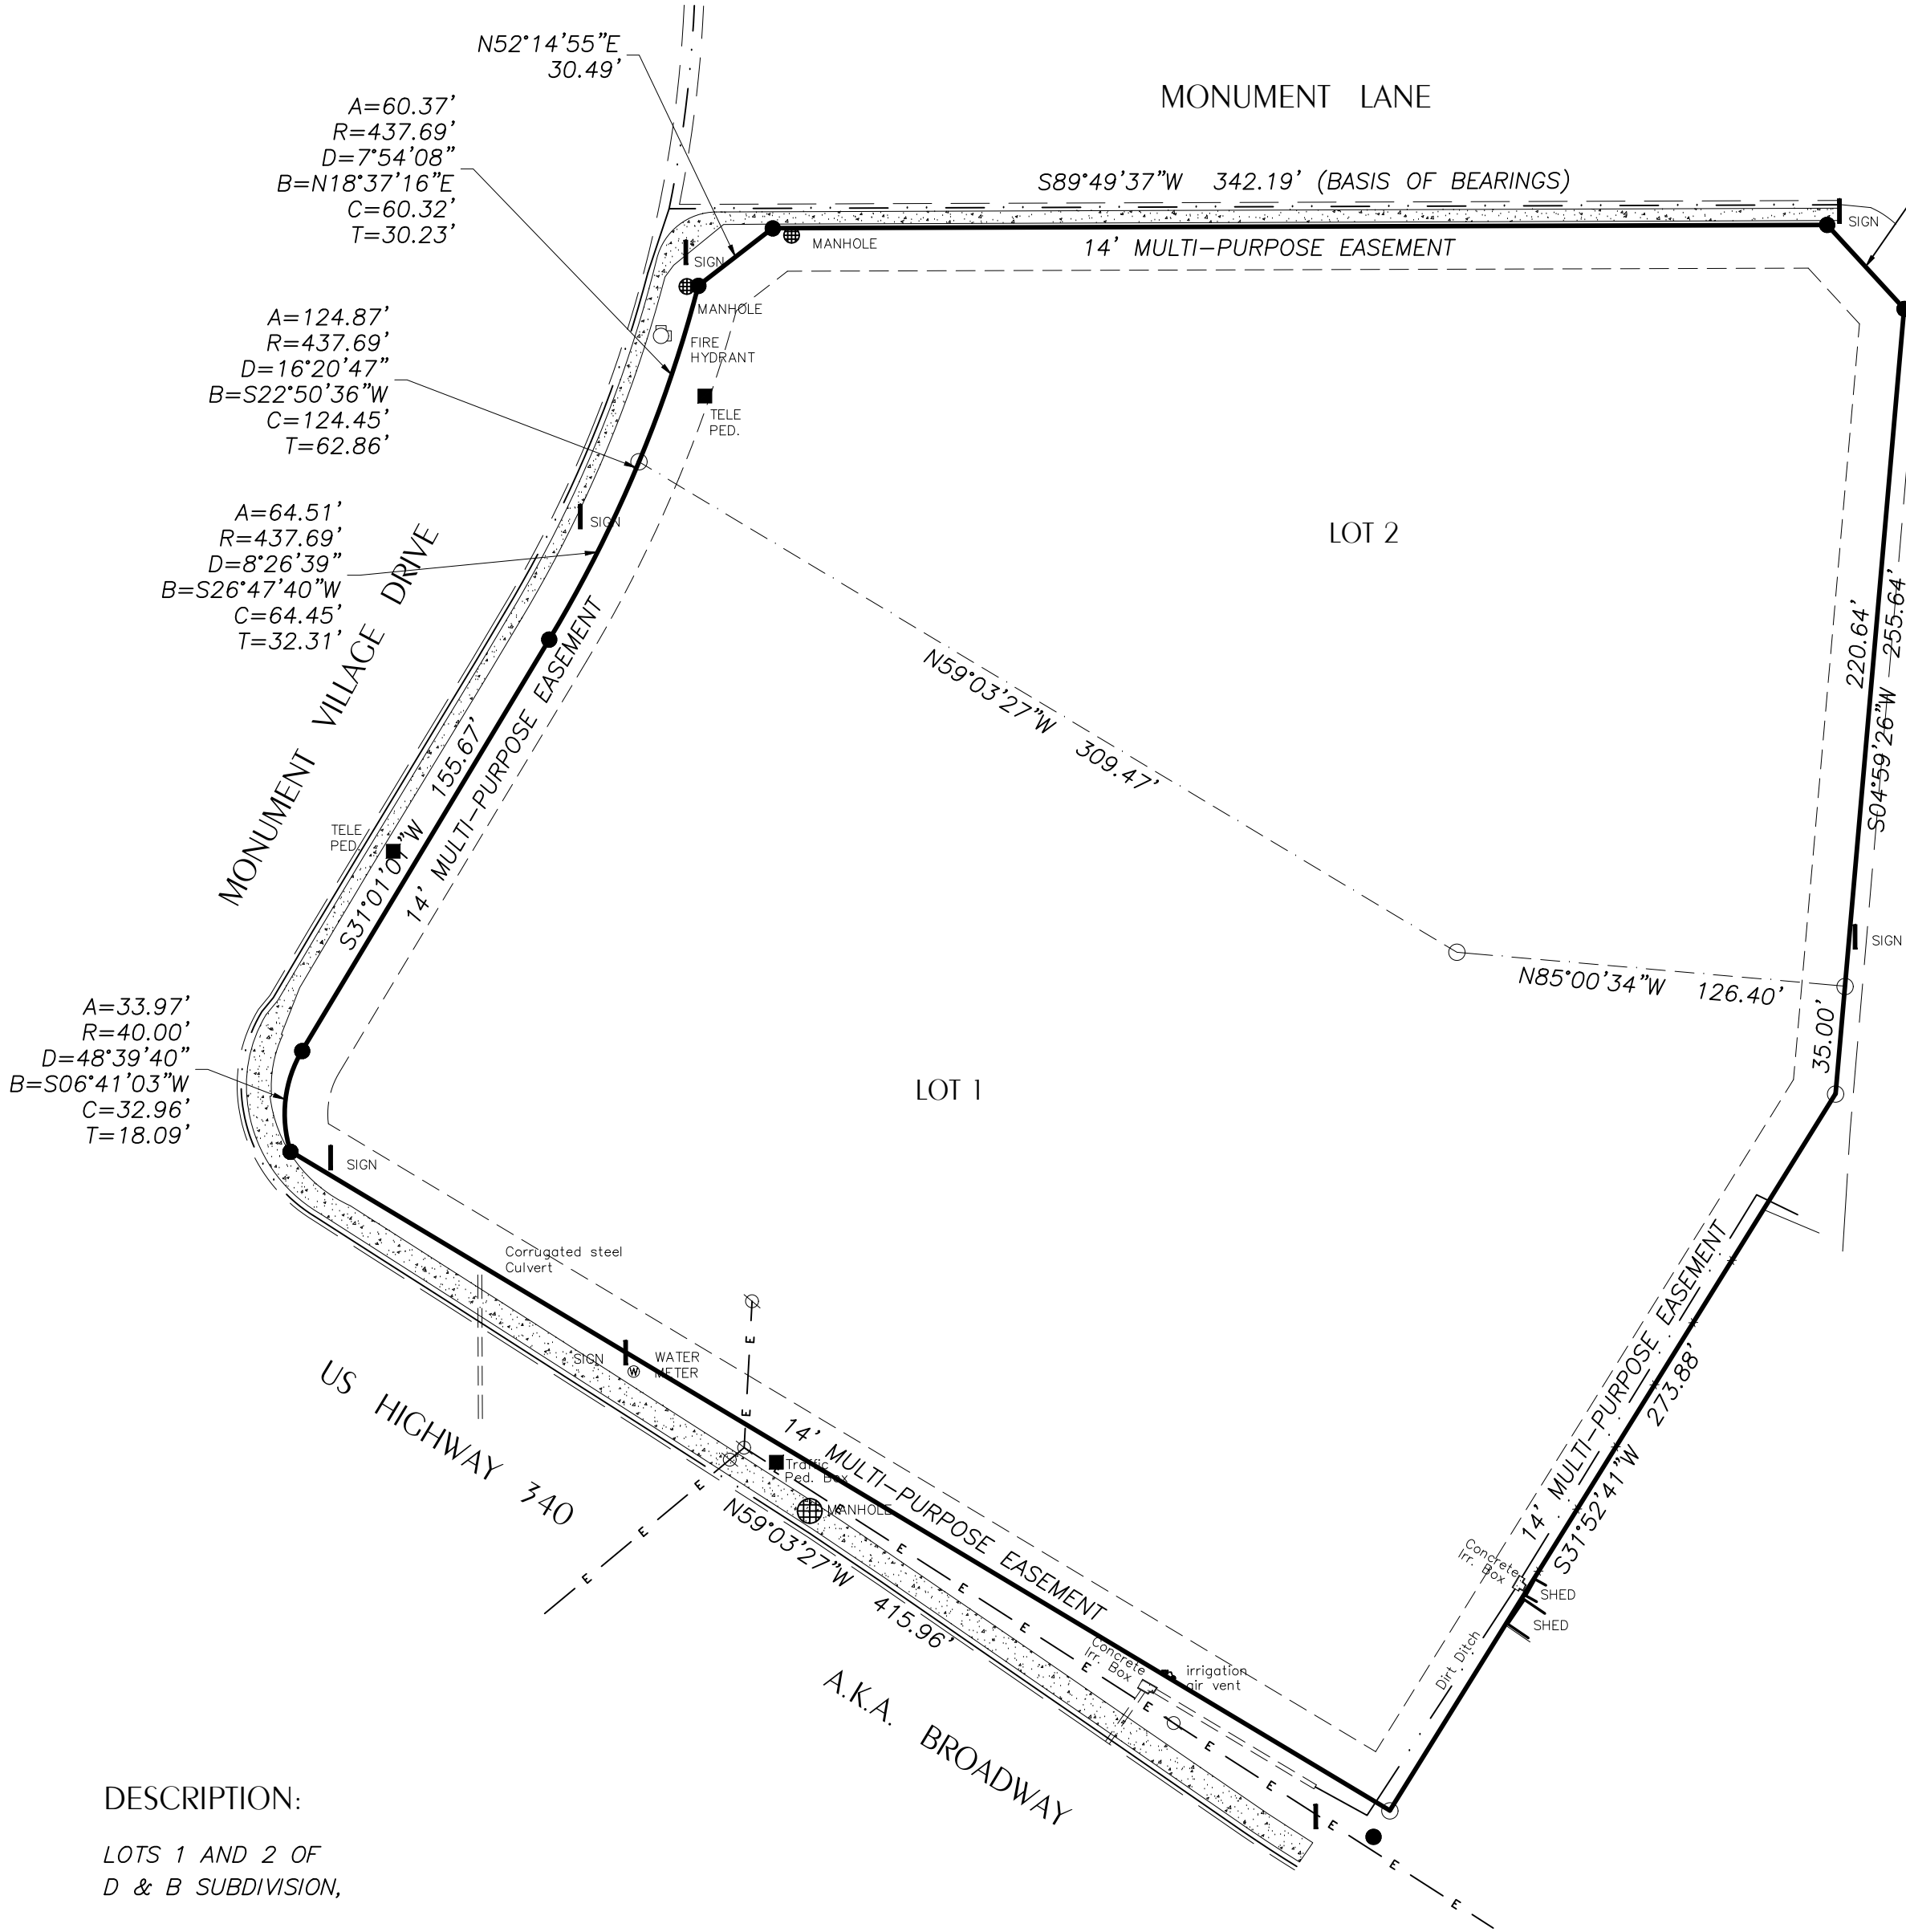 N52°14'55"E
30.49'
A=60.37'
R=437.69'
D=7°54'08"
B=N18°37'16"E
C=60.32'
T=30.23'
MONUMENT LANE
S89°49'37"W 342.19' (BASIS OF BEARINGS)
SIGN
MANHOLE
14' MULTI-PURPOSE EASEMENT
SIGN
MANHOLE
FIRE
HYDRANT
A=124.87'
R=437.69'
D=16°20'47"
B=S22°50'36"W
C=124.45'
T=62.86'
TELE
PED.
A=64.51'
R=437.69'
D=8°26'39"
B=S26°47'40"W
C=64.45'
T=32.31'
SIGN
LOT 2
MONUMENT VILLAGE DRIVE
14' MULTI-PURPOSE EASEMENT
S31°01'01"W 155.67'
TELE
PED.
N59°03'27"W 309.47'
220.64'
S04°59'26"W 255.64'
SIGN
N85°00'34"W 126.40'
35.00'
A=33.97'
R=40.00'
D=48°39'40"
B=S06°41'03"W
C=32.96'
T=18.09'
LOT 1
SIGN
Corrugated steel
Culvert
SIGN
W
WATER
METER
E
E
E
E
E
US HIGHWAY 340
Traffic
Ped. Box
MANHOLE
14' MULTI-PURPOSE EASEMENT
N59°03'27"W 415.96'
14' MULTI-PURPOSE EASEMENT
S31°52'41"W 273.88'
Concrete
Irr. Box
SHED
SHED
Dirt Ditch
E
E
E
E
E
E
E
E
E
E
E
Concrete
Irr. Box
irrigation
air vent
A.K.A. BROADWAY
DESCRIPTION:
LOTS 1 AND 2 OF
D & B SUBDIVISION,